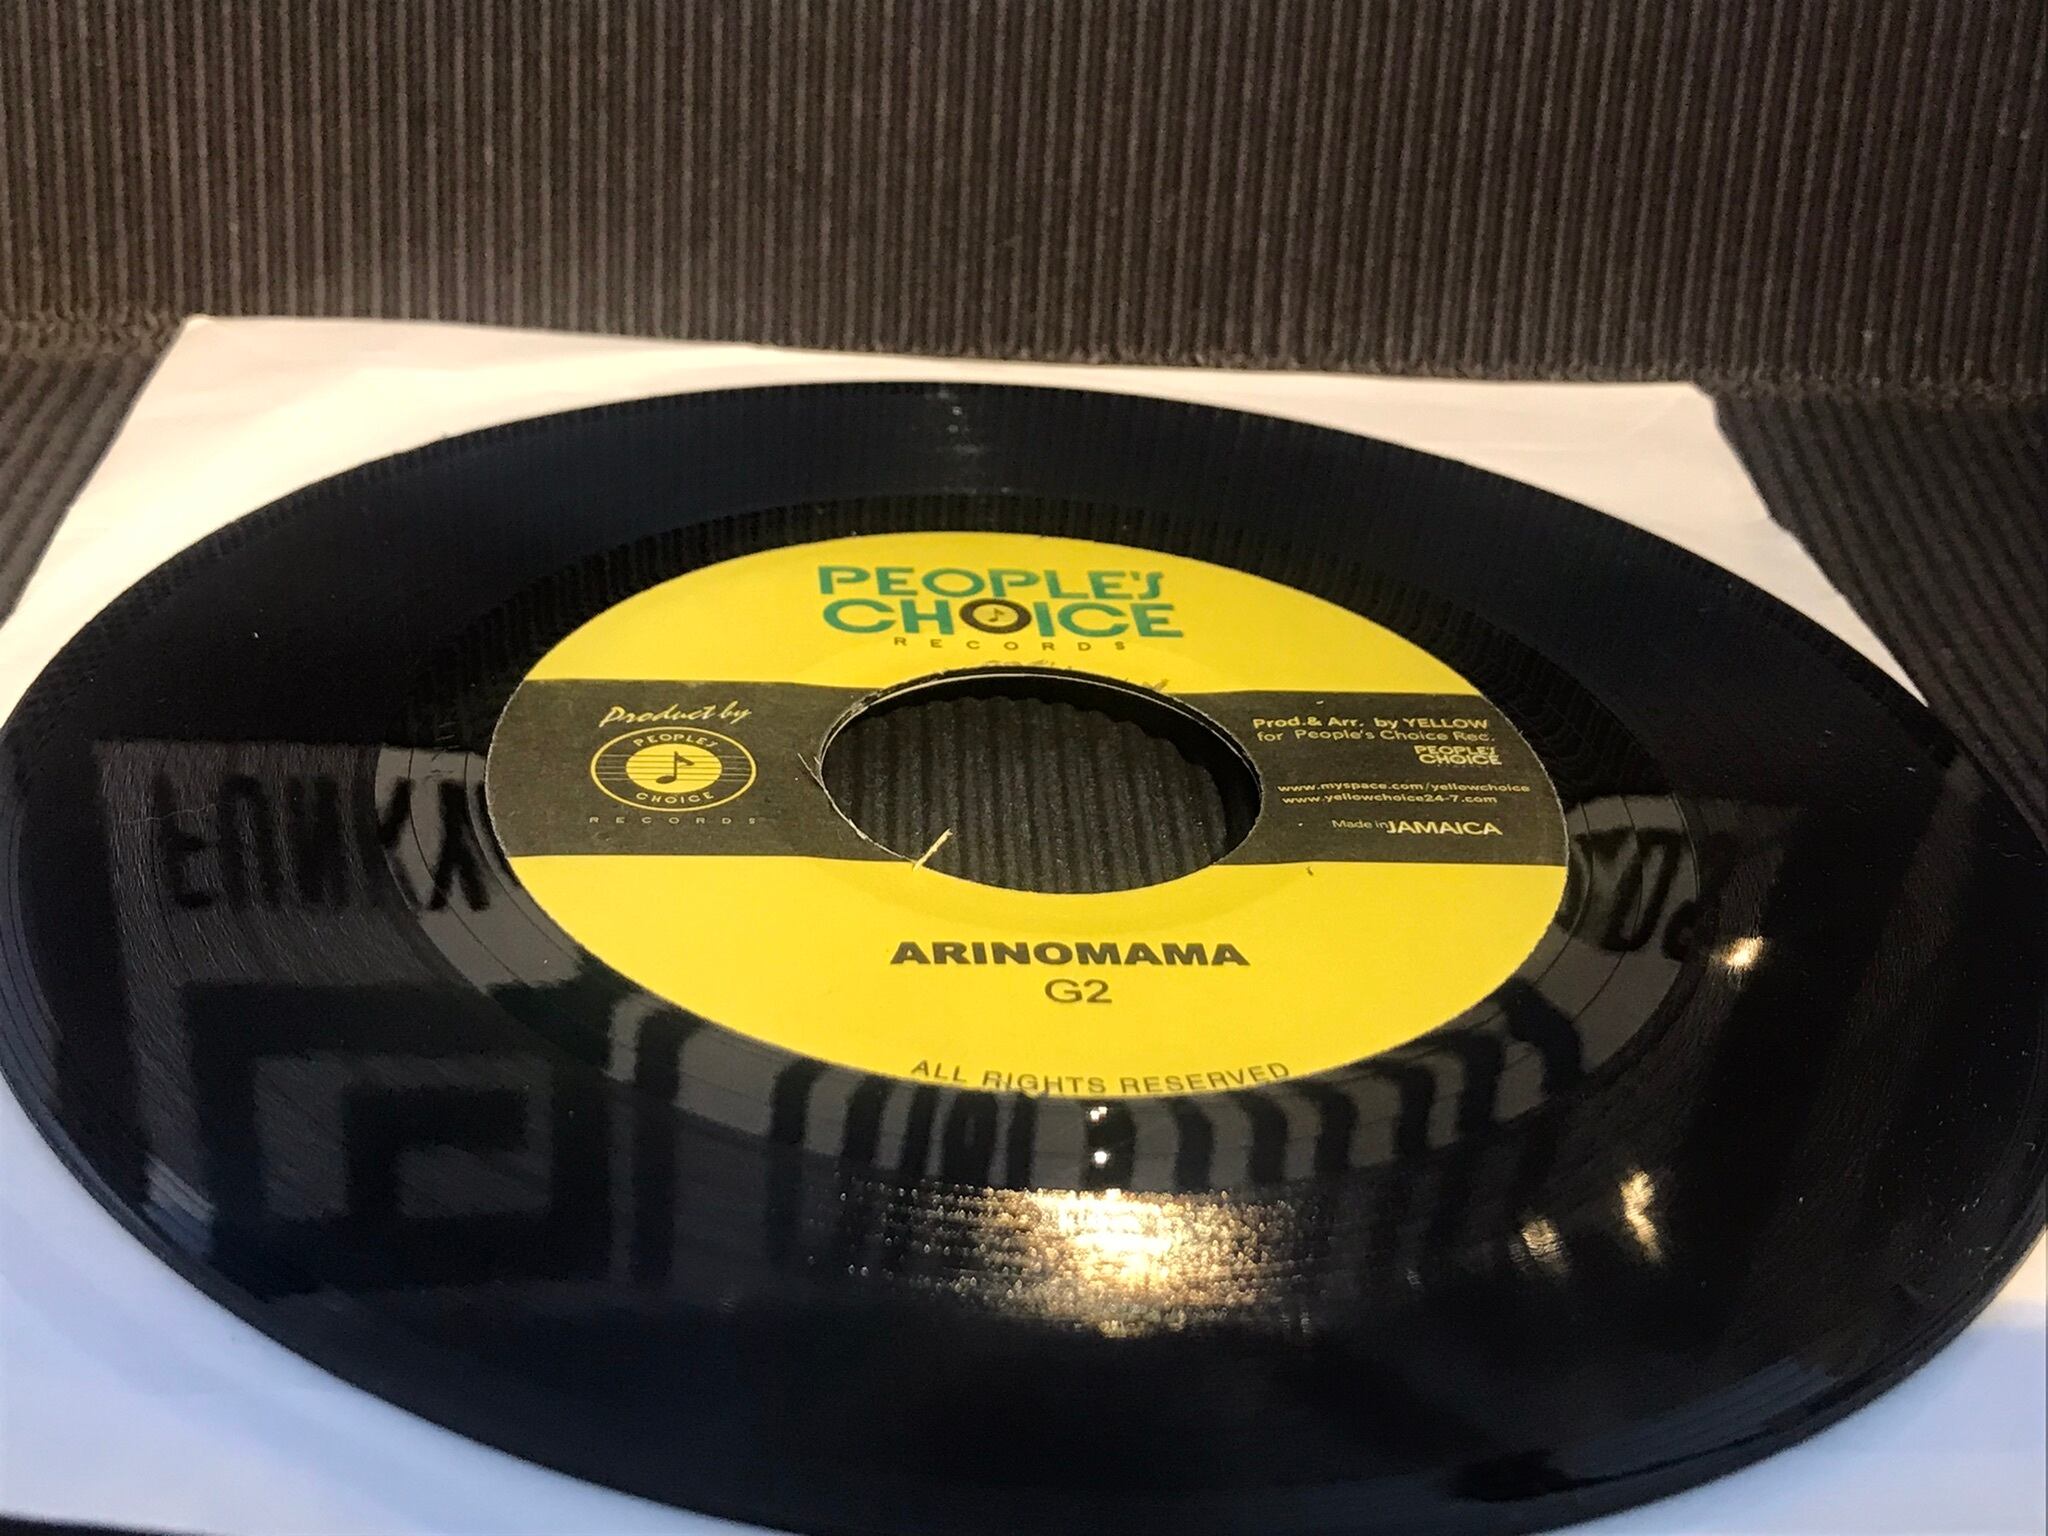 PEOPLE'S
CHOICE
RECORDS
Product by
PEOPLE'S
CHOICE
RECORDS
Prod.& Arr. by YELLOW
for People's Choice Rec.
PEOPLE'S
CHOICE
www.myspace.com/yellowchoice
www.yellowchoice24-7.com
Made in JAMAICA
ARINOMAMA
G2
ALL RIGHTS RESERVED